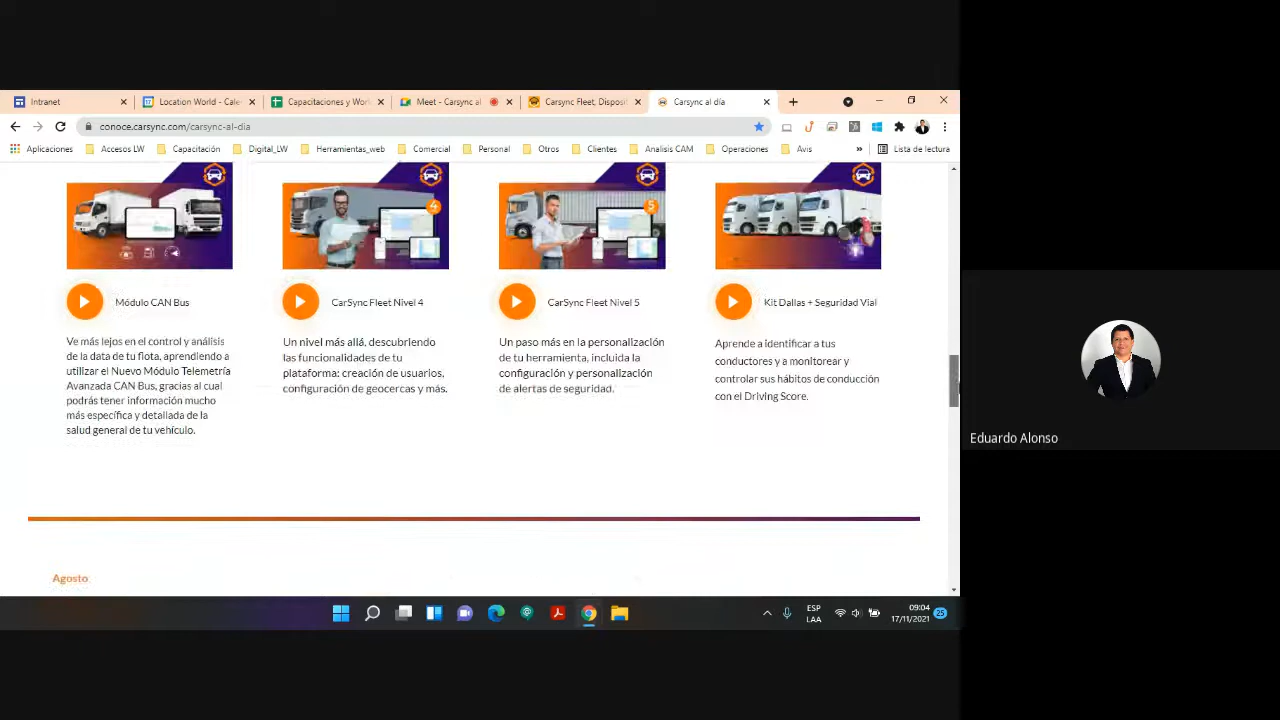 Intranet
Location World - Cale
Capacitaciones y Work
Meet - Carsync al
Carsync Fleet, Disposi
Carsync al día
conoce.carsync.com/carsync-al-dia
Aplicaciones
Accesos LW
Capacitación
Digital_LW
Herramientas_web
Comercial
Personal
Otros
Clientes
Analisis CAM
Operaciones
Avis
»
Lista de lectura
4
5
Módulo CAN Bus
CarSync Fleet Nivel 4
CarSync Fleet Nivel 5
Kit Dallas + Seguridad Vial
Ve más lejos en el control y análisis
de la data de tu flota, aprendiendo a
utilizar el Nuevo Módulo Telemetría
Avanzada CAN Bus, gracias al cual
podrás tener información mucho
más específica y detallada de la
salud general de tu vehículo.
Un nivel más allá, descubriendo
las funcionalidades de tu
plataforma: creación de usuarios,
configuración de geocercas y más.
Un paso más en la personalización
de tu herramienta, incluida la
configuración y personalización
de alertas de seguridad.
Aprende a identificar a tus
conductores y a monitorear y
controlar sus hábitos de conducción
con el Driving Score.
Agosto
Eduardo Alonso
ESP
LAA
09:04
17/11/2021
25